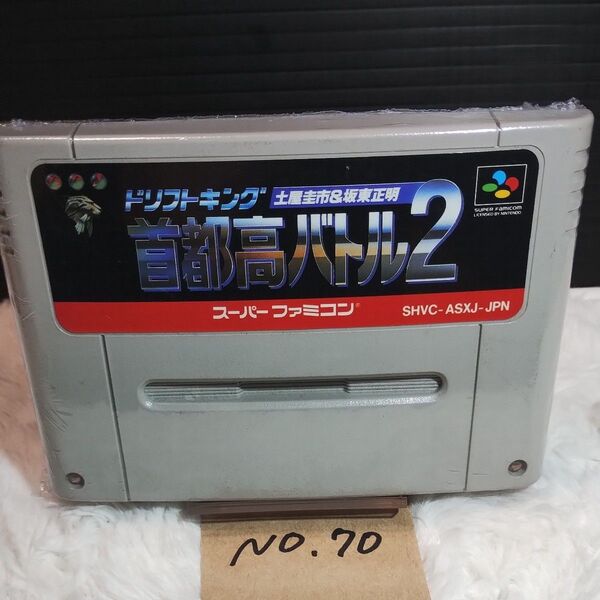 ドリフトキング 土屋圭市&坂東正明
首都高バトル2
SUPER FAMICOM
LICENSED BY NINTENDO
スーパーファミコン®
SHVC-ASXJ-JPN
NO.70